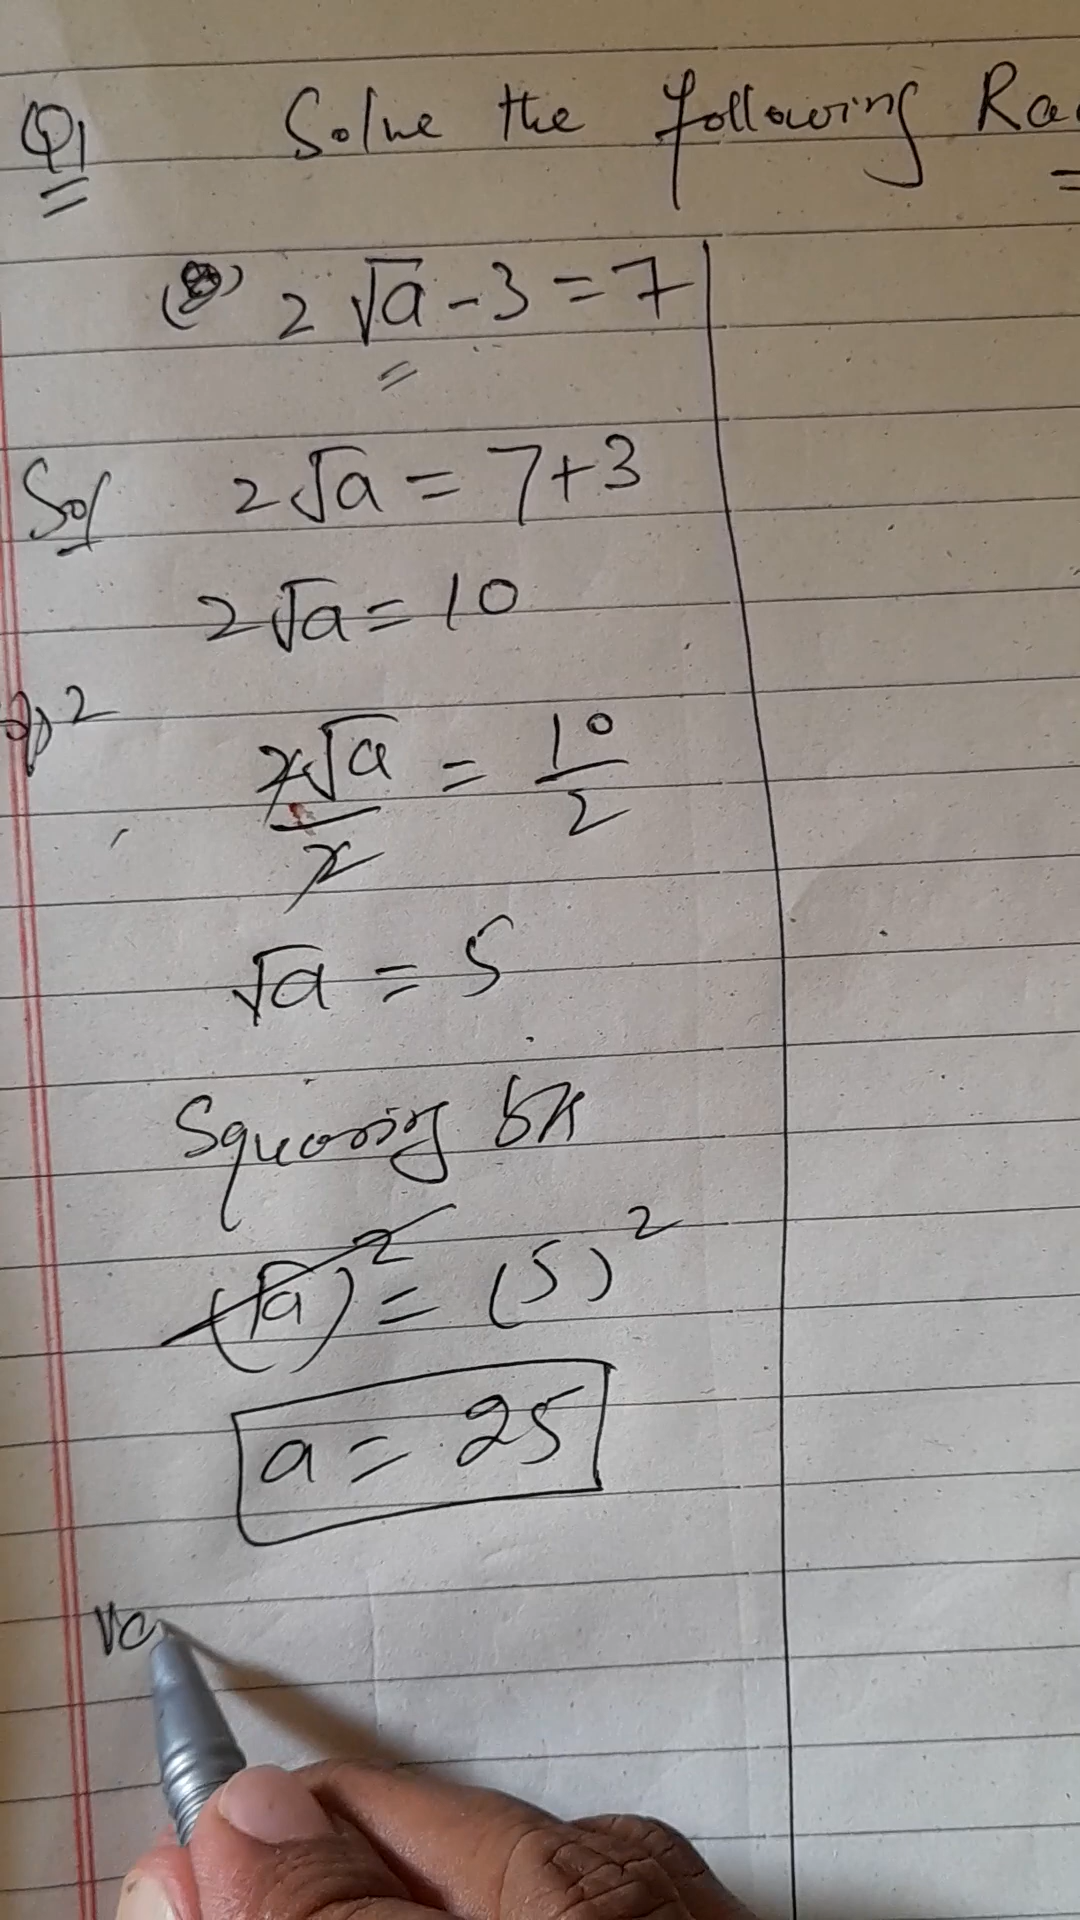 Q1 Solve the following Ra
2√a - 3 = 7
Sol 2√a = 7+3
2√a = 10
2
2√a/2 = 10/2
√a = 5
Squaring
(√a)² = (5)²
a = 25